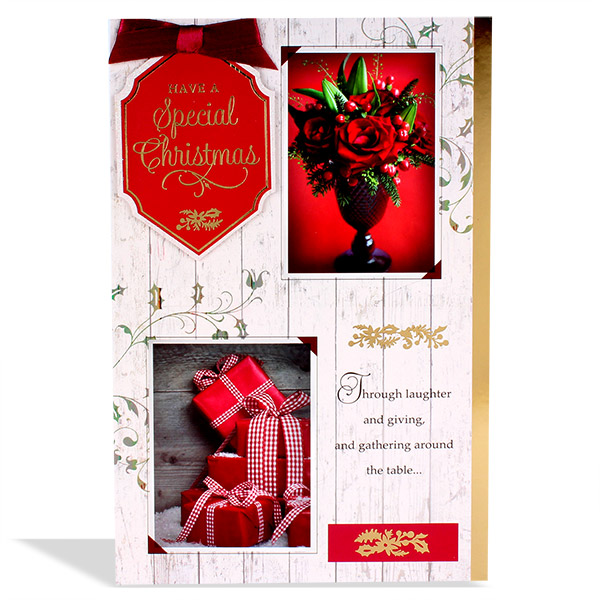 HAVE A
Special
Christmas
Through laughter
and giving,
and gathering around
the table...